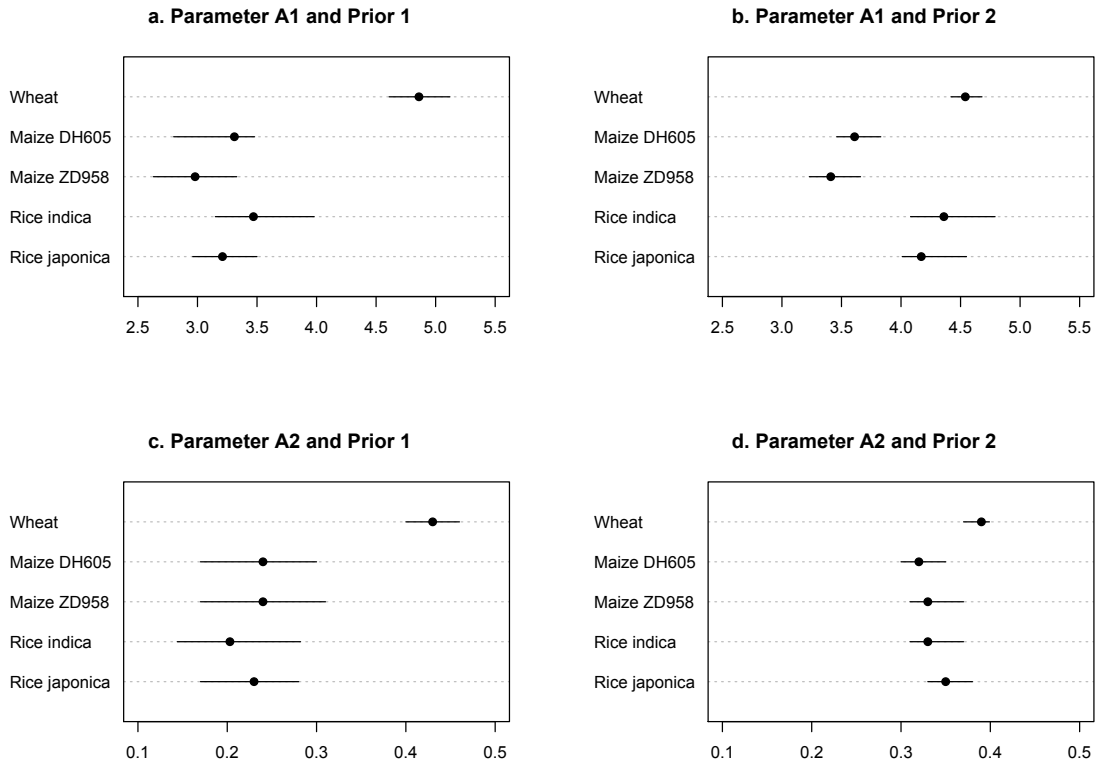 a. Parameter A1 and Prior 1
Wheat
Maize DH605
Maize ZD958
Rice indica
Rice japonica
2.5 3.0 3.5 4.0 4.5 5.0 5.5
b. Parameter A1 and Prior 2
Wheat
Maize DH605
Maize ZD958
Rice indica
Rice japonica
2.5 3.0 3.5 4.0 4.5 5.0 5.5
c. Parameter A2 and Prior 1
Wheat
Maize DH605
Maize ZD958
Rice indica
Rice japonica
0.1 0.2 0.3 0.4 0.5
d. Parameter A2 and Prior 2
Wheat
Maize DH605
Maize ZD958
Rice indica
Rice japonica
0.1 0.2 0.3 0.4 0.5